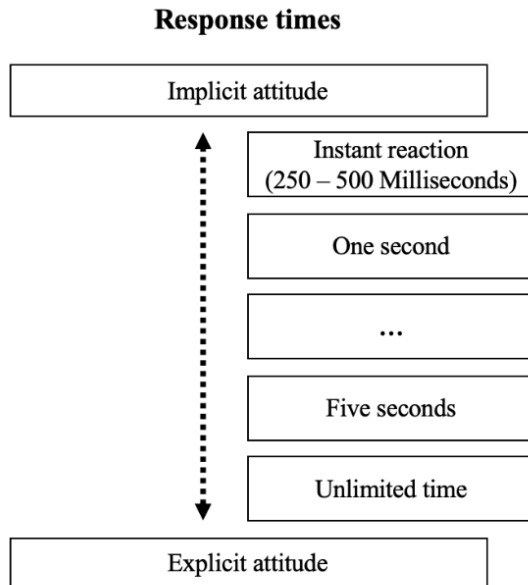 Response times
Implicit attitude
Instant reaction
(250 – 500 Milliseconds)
One second
...
Five seconds
Unlimited time
Explicit attitude